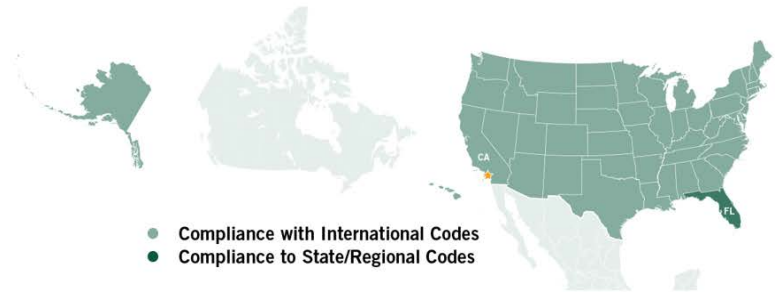 CA
FL
Compliance with International Codes
Compliance to State/Regional Codes